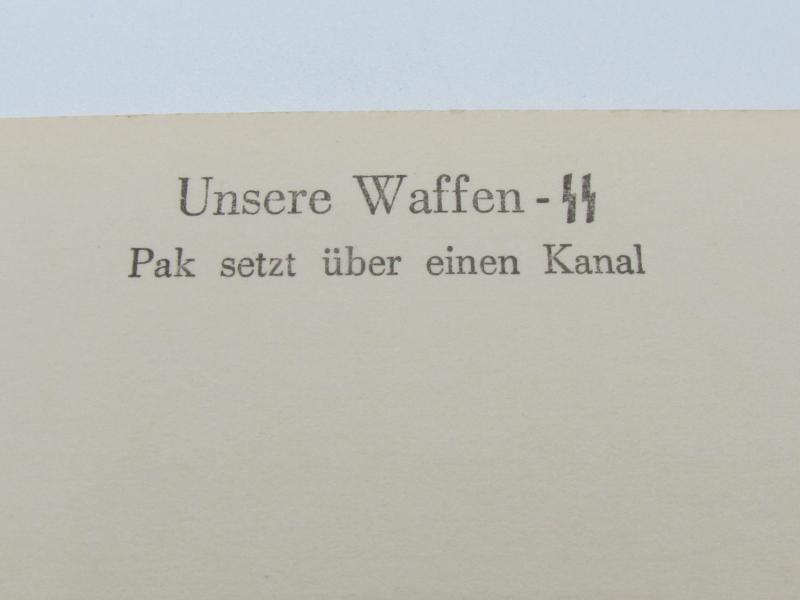 Unsere Waffen-ᛋᛋ
Pak setzt über einen Kanal